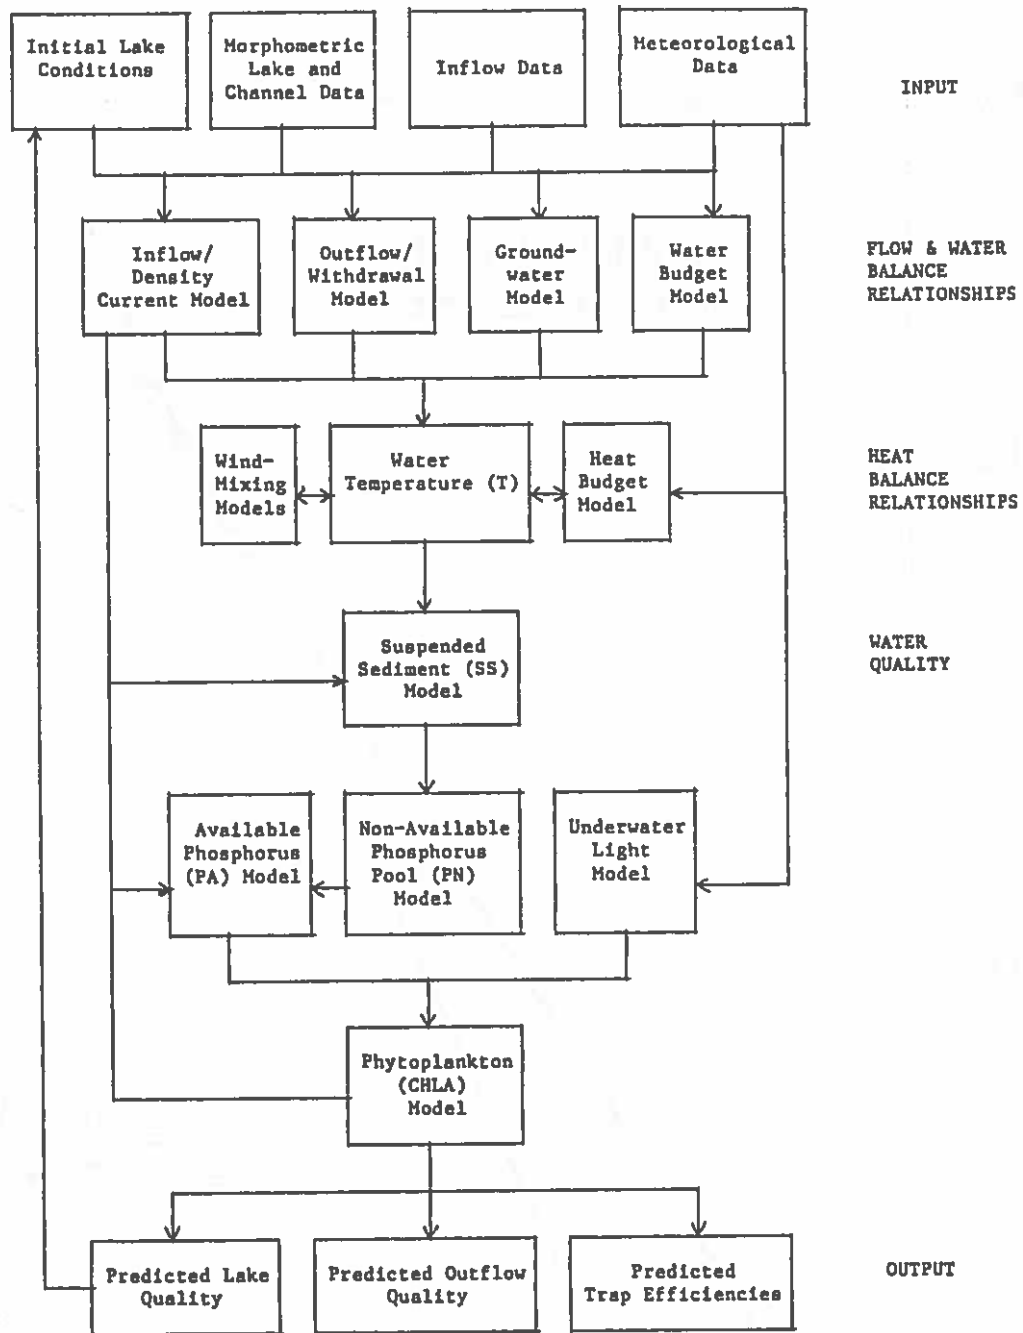 Initial Lake
Conditions
Morphometric
Lake and
Channel Data
Inflow Data
Meteorological
Data
INPUT
Inflow/
Density
Current Model
Outflow/
Withdrawal
Model
Ground-
water
Model
Water
Budget
Model
FLOW & WATER
BALANCE
RELATIONSHIPS
Wind-
Mixing
Models
Water
Temperature (T)
Heat
Budget
Model
HEAT
BALANCE
RELATIONSHIPS
Suspended
Sediment (SS)
Model
WATER
QUALITY
Available
Phosphorus
(PA) Model
Non-Available
Phosphorus
Pool (PN)
Model
Underwater
Light
Model
Phytoplankton
(CHLA)
Model
Predicted Lake
Quality
Predicted Outflow
Quality
Predicted
Trap Efficiencies
OUTPUT